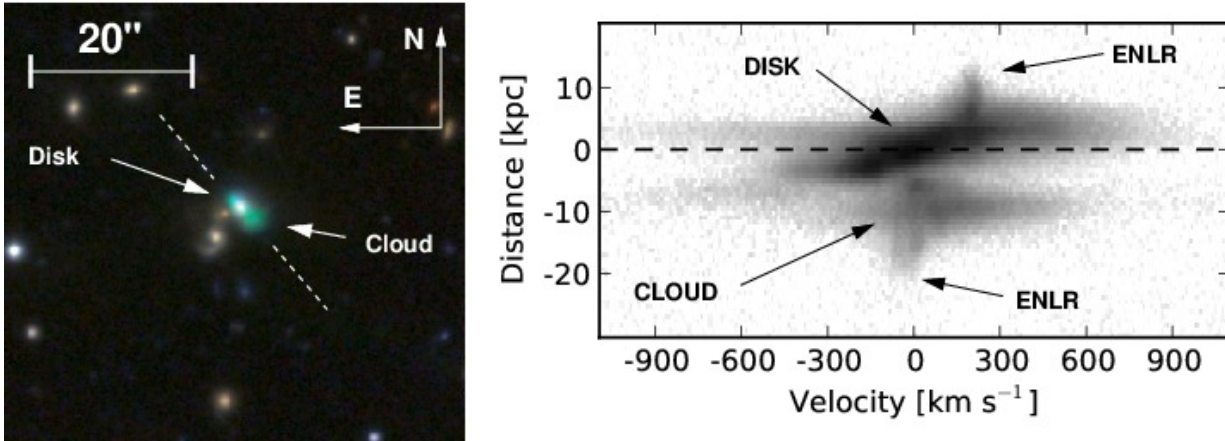 20"
N
E
Disk
Cloud
DISK
ENLR
CLOUD
ENLR
Distance [kpc]
10
0
-10
-20
-900 -600 -300 0 300 600 900
Velocity [km s⁻¹]